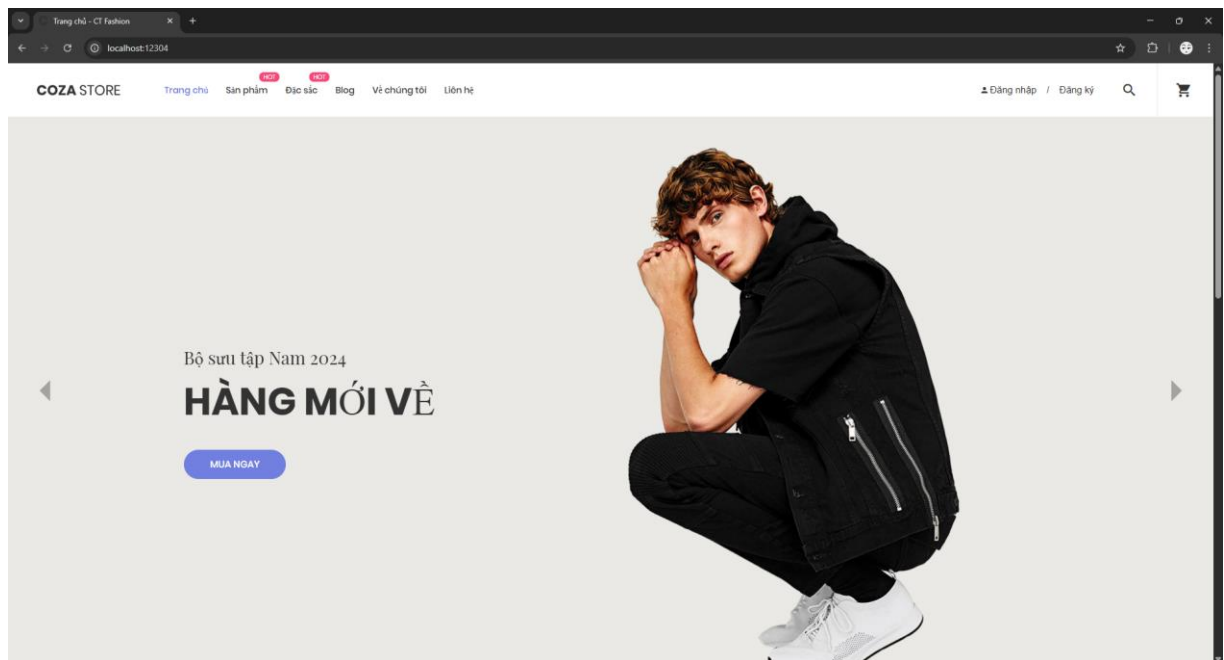 Trang chủ - CT Fashion
localhost:12304
HOT HOT
COZA STORE Trang chủ Sản phẩm Đặc sắc Blog Về chúng tôi Liên hệ Đăng nhập / Đăng ký
Bộ sưu tập Nam 2024
HÀNG MỚI VỀ
MUA NGAY